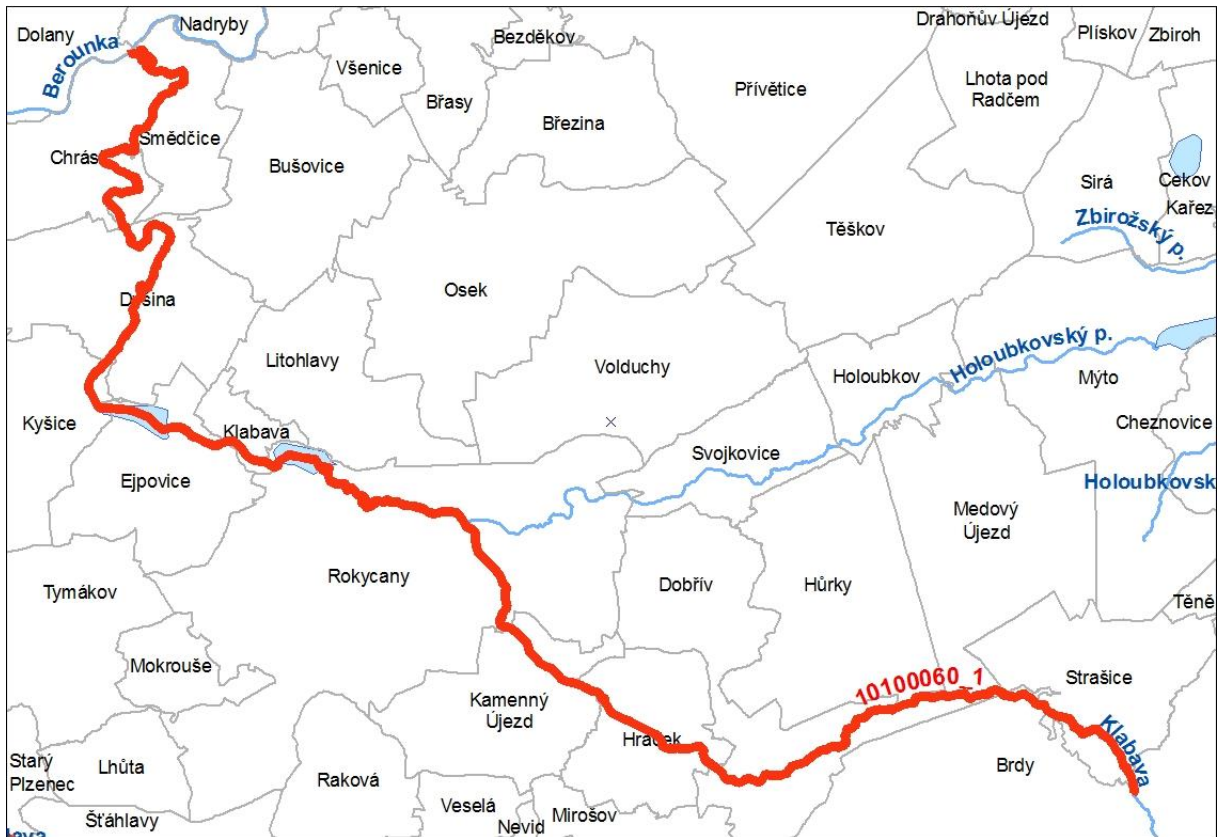 Dolany
Nadryby
Berounka
Bezděkov
Drahoňův Újezd
Plískov
Zbiroh
Všenice
Břasy
Přívětice
Lhota pod
Radčem
Březina
Smědčice
Chrás
Bušovice
Sirá
Cekov
Kařez
Zbirožský p.
Těškov
Osek
Dýšina
Litohlavy
Volduchy
Holoubkov
Holoubkovský p.
Mýto
Kyšice
Klabava
Cheznovice
Svojkovice
Ejpovice
Holoubkovsk
Medový
Újezd
Rokycany
Dobřív
Hůrky
Tymákov
Těně
Mokrouše
Strašice
10100060_1
Kamenný
Újezd
Hrádek
Klabava
Starý
Plzenec
Lhůta
Raková
Brdy
Veselá
Nevid
Mirošov
Šťáhlavy
lava